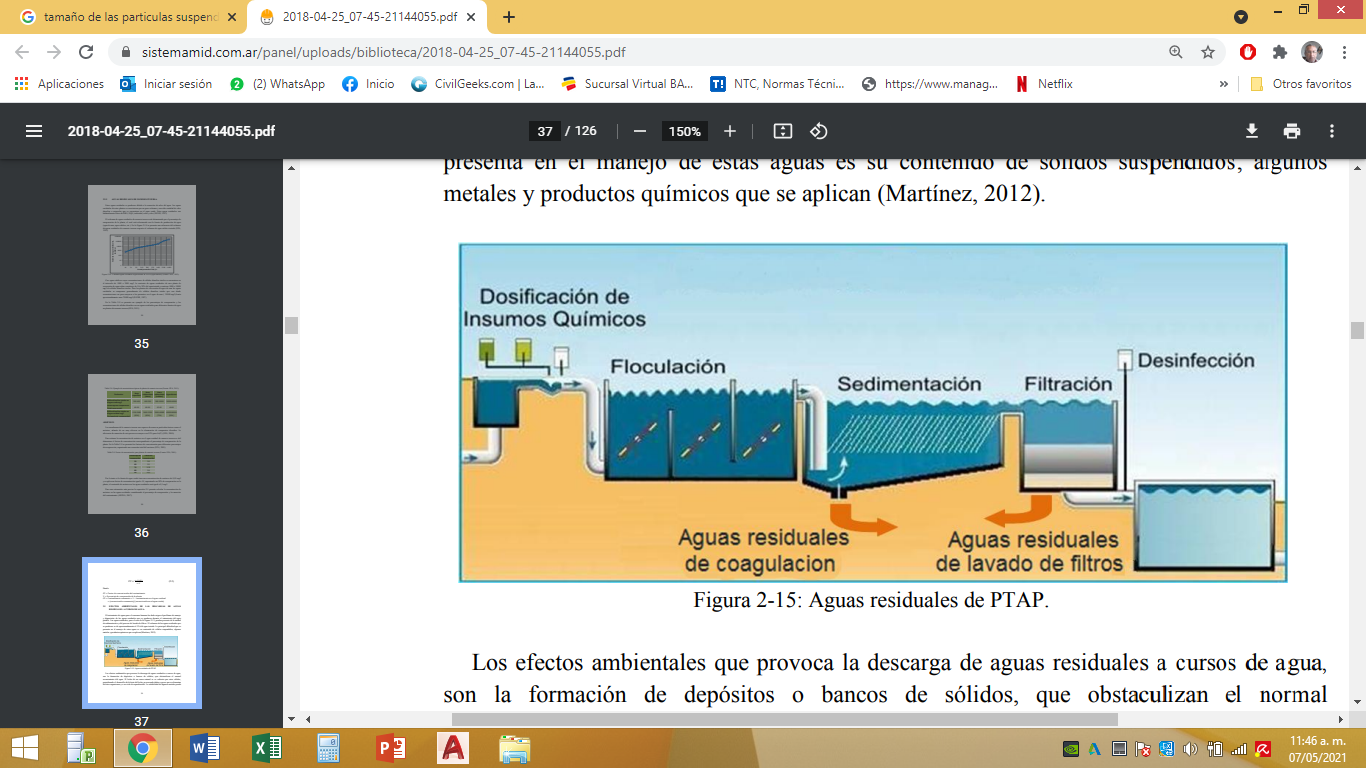 tamaño de las particulas suspend
2018-04-25_07-45-21144055.pdf
sistemamid.com.ar/panel/uploads/biblioteca/2018-04-25_07-45-21144055.pdf
Aplicaciones
Iniciar sesión
(2) WhatsApp
Inicio
CivilGeeks.com | La...
Sucursal Virtual BA...
NTC, Normas Técni...
https://www.manag...
Netflix
Otros favoritos
2018-04-25_07-45-21144055.pdf
37 / 126
150%
35
36
37
presenta en el manejo de estas aguas es su contenido de sólidos suspendidos, algunos
metales y productos químicos que se aplican (Martínez, 2012).
Dosificación de
Insumos Químicos
Floculación
Sedimentación
Filtración
Desinfección
Aguas residuales
de coagulacion
Aguas residuales
de lavado de filtros
Figura 2-15: Aguas residuales de PTAP.
Los efectos ambientales que provoca la descarga de aguas residuales a cursos de agua,
son la formación de depósitos o bancos de sólidos, que obstaculizan el normal
11:46 a. m.
07/05/2021